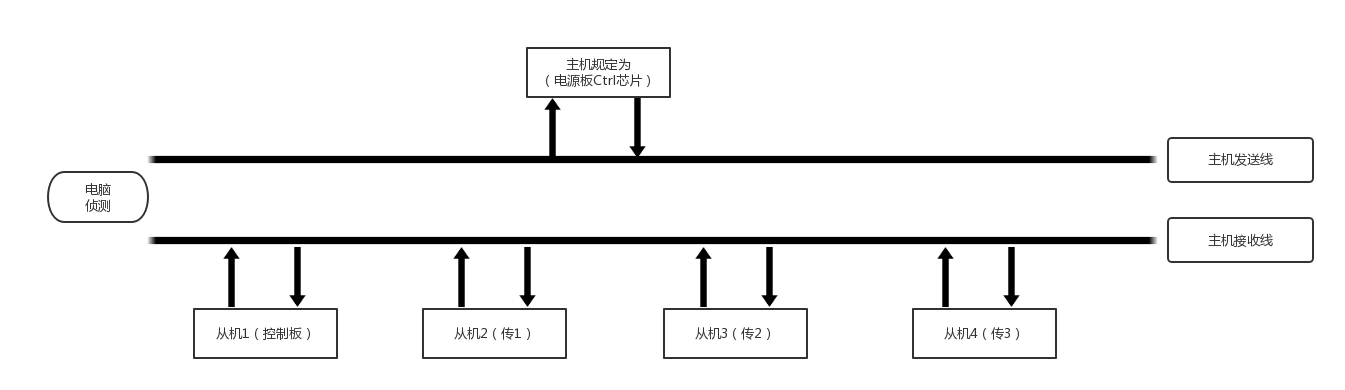 主机规定为
（电源板Ctrl芯片）
主机发送线
电脑
侦测
主机接收线
从机1（控制板）
从机2（传1）
从机3（传2）
从机4（传3）